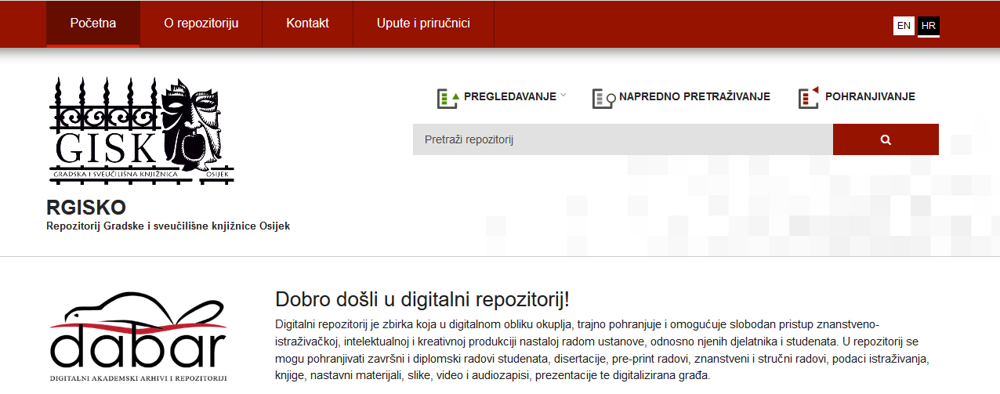 Početna O repozitoriju Kontakt Upute i priručnici EN HR
PREGLEDAVANJE NAPREDNO PRETRAŽIVANJE POHRANJIVANJE
Pretraži repozitorij
GISK
GRADSKA I SVEUČILIŠNA KNJIŽNICA OSIJEK
RGISKO
Repozitorij Gradske i sveučilišne knjižnice Osijek
dabar
DIGITALNI AKADEMSKI ARHIVI I REPOZITORIJI
Dobro došli u digitalni repozitorij!
Digitalni repozitorij je zbirka koja u digitalnom obliku okuplja, trajno pohranjuje i omogućuje slobodan pristup znanstveno-
istraživačkoj, intelektualnoj i kreativnoj produkciji nastaloj radom ustanove, odnosno njenih djelatnika i studenata. U repozitorij se
mogu pohranjivati završni i diplomski radovi studenata, disertacije, pre-print radovi, znanstveni i stručni radovi, podaci istraživanja,
knjige, nastavni materijali, slike, video i audiozapisi, prezentacije te digitalizirana građa.